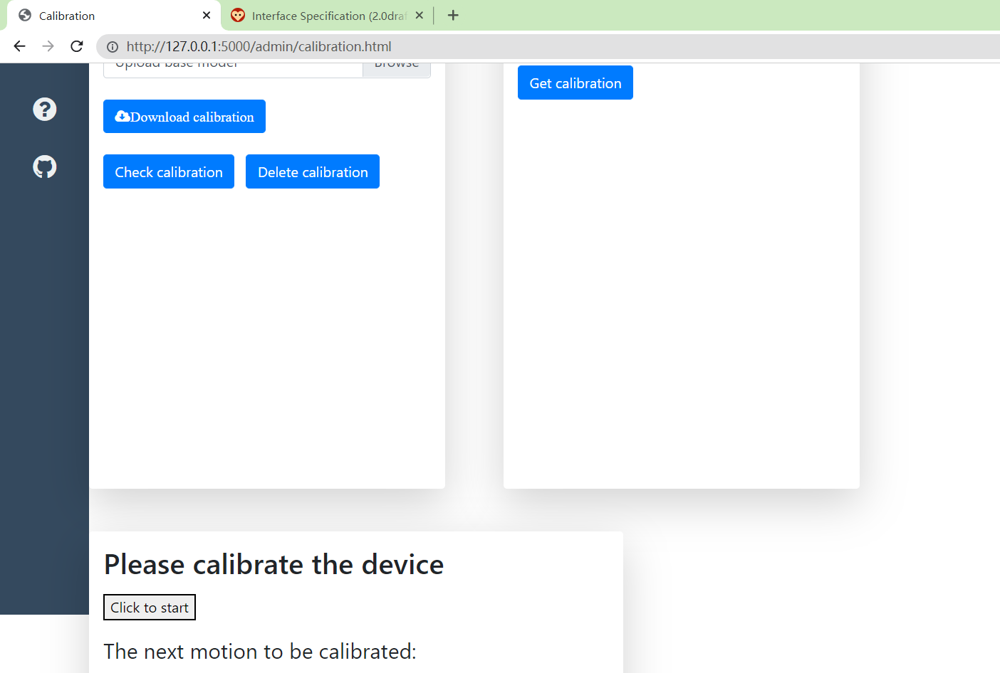 Calibration
Interface Specification (2.0draf
http://127.0.0.1:5000/admin/calibration.html
Upload base model
Browse
Get calibration
Download calibration
Check calibration
Delete calibration
Please calibrate the device
Click to start
The next motion to be calibrated: